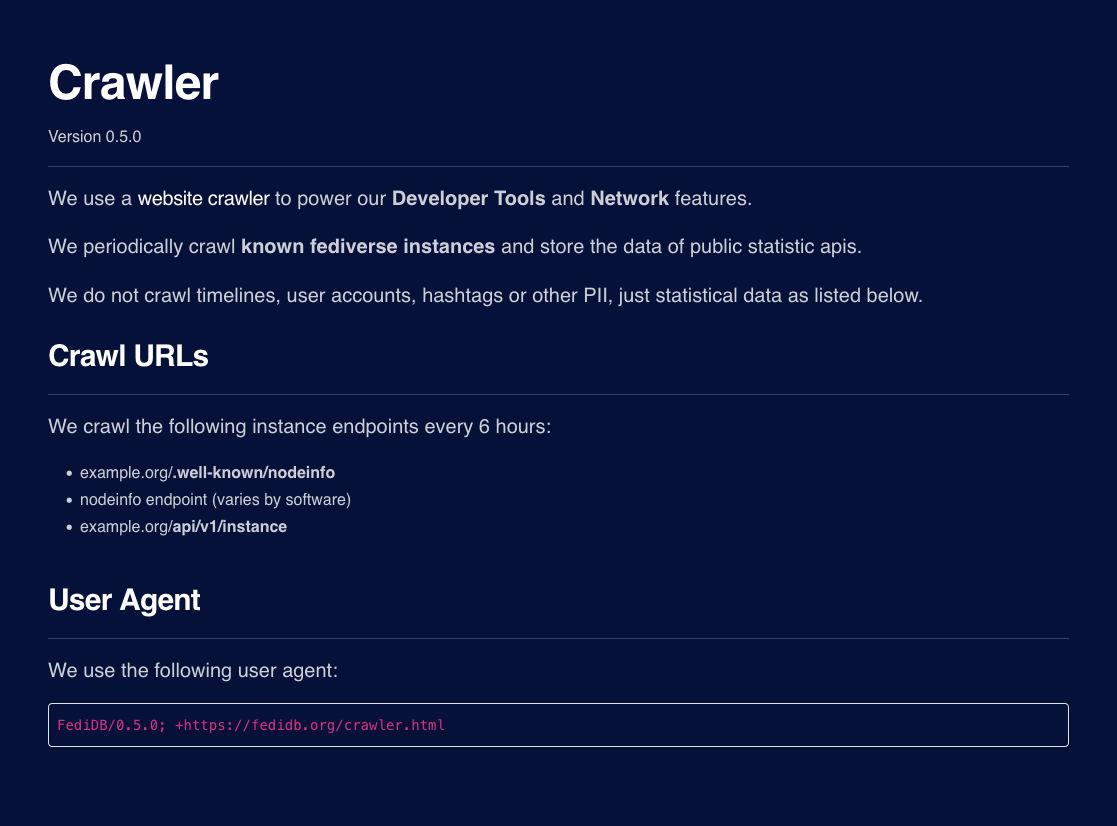 Crawler
Version 0.5.0
We use a website crawler to power our Developer Tools and Network features.
We periodically crawl known fediverse instances and store the data of public statistic apis.
We do not crawl timelines, user accounts, hashtags or other PII, just statistical data as listed below.
Crawl URLs
We crawl the following instance endpoints every 6 hours:
• example.org/.well-known/nodeinfo
• nodeinfo endpoint (varies by software)
• example.org/api/v1/instance
User Agent
We use the following user agent:
FediDB/0.5.0; +https://fedidb.org/crawler.html